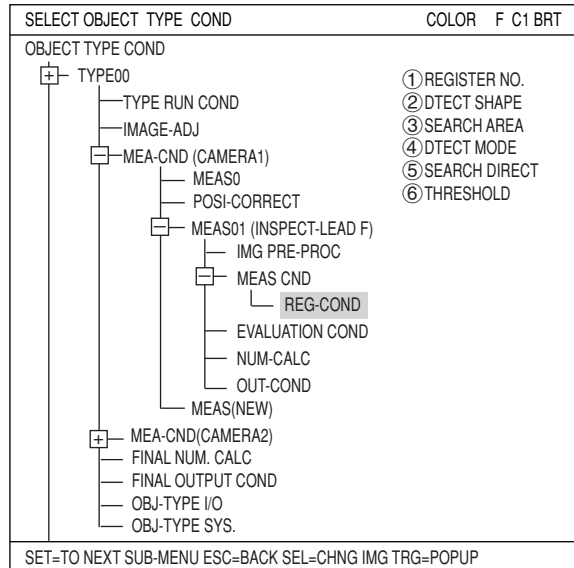 SELECT OBJECT TYPE COND COLOR F C1 BRT
OBJECT TYPE COND
TYPE00
TYPE RUN COND
IMAGE-ADJ
MEA-CND (CAMERA1)
MEAS0
POSI-CORRECT
MEAS01 (INSPECT-LEAD F)
IMG PRE-PROC
MEAS CND
REG-COND
EVALUATION COND
NUM-CALC
OUT-COND
MEAS(NEW)
MEA-CND(CAMERA2)
FINAL NUM. CALC
FINAL OUTPUT COND
OBJ-TYPE I/O
OBJ-TYPE SYS.
①REGISTER NO.
②DTECT SHAPE
③SEARCH AREA
④DTECT MODE
⑤SEARCH DIRECT
⑥THRESHOLD
SET=TO NEXT SUB-MENU ESC=BACK SEL=CHNG IMG TRG=POPUP